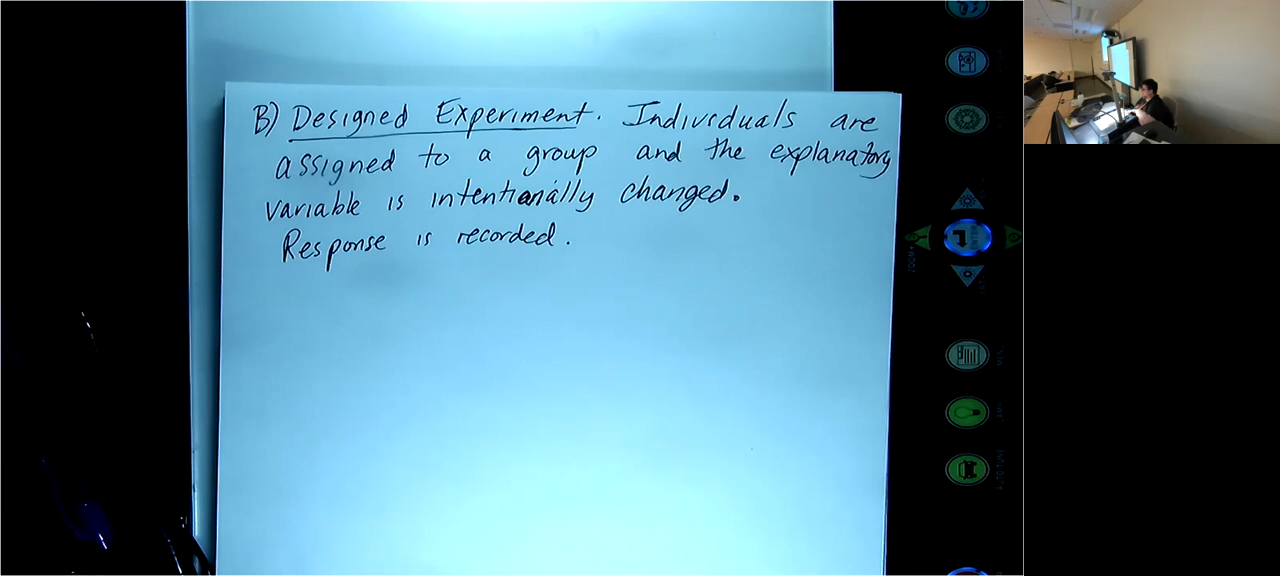 B) Designed Experiment. Individuals are
assigned to a group and the explanatory
variable is intentionally changed.
Response is recorded.